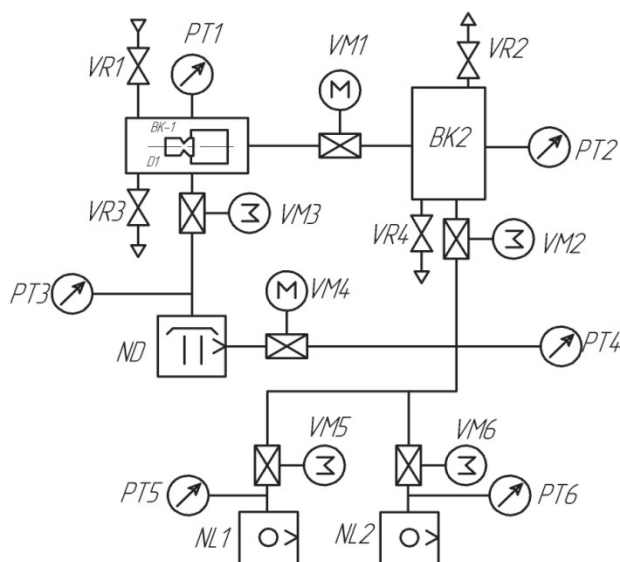 PT1
VM1
VR2
VR1
M
BK-1
D1
BK2
PT2
VR3
M
VM3
VR4
M
VM2
PT3
M
VM4
ND
PT4
VM5
M
VM6
M
PT5
PT6
NL1
NL2